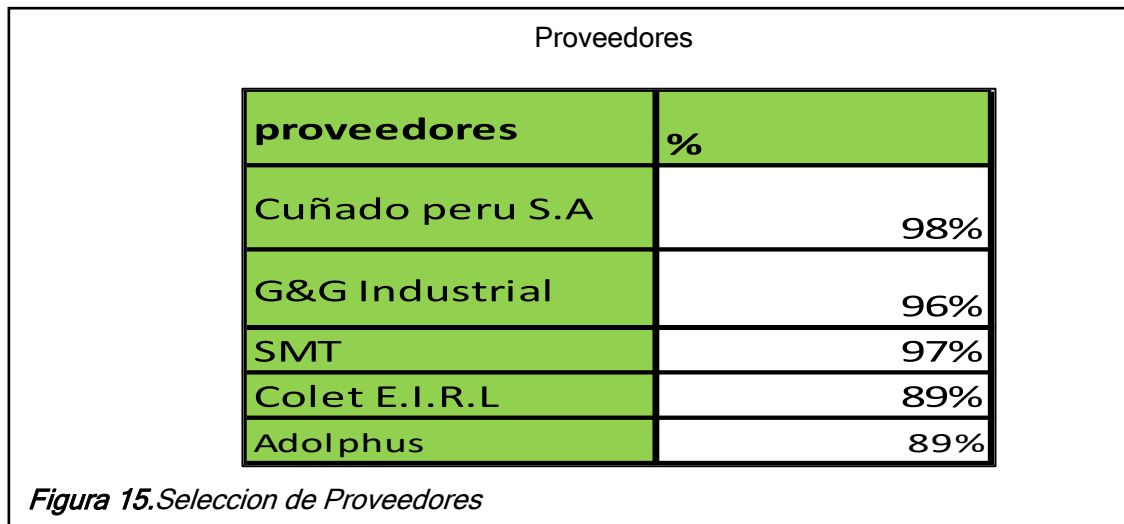 Proveedores
proveedores %
Cuñado peru S.A 98%
G&G Industrial 96%
SMT 97%
Colet E.I.R.L 89%
Adolphus 89%
Figura 15.Seleccion de Proveedores